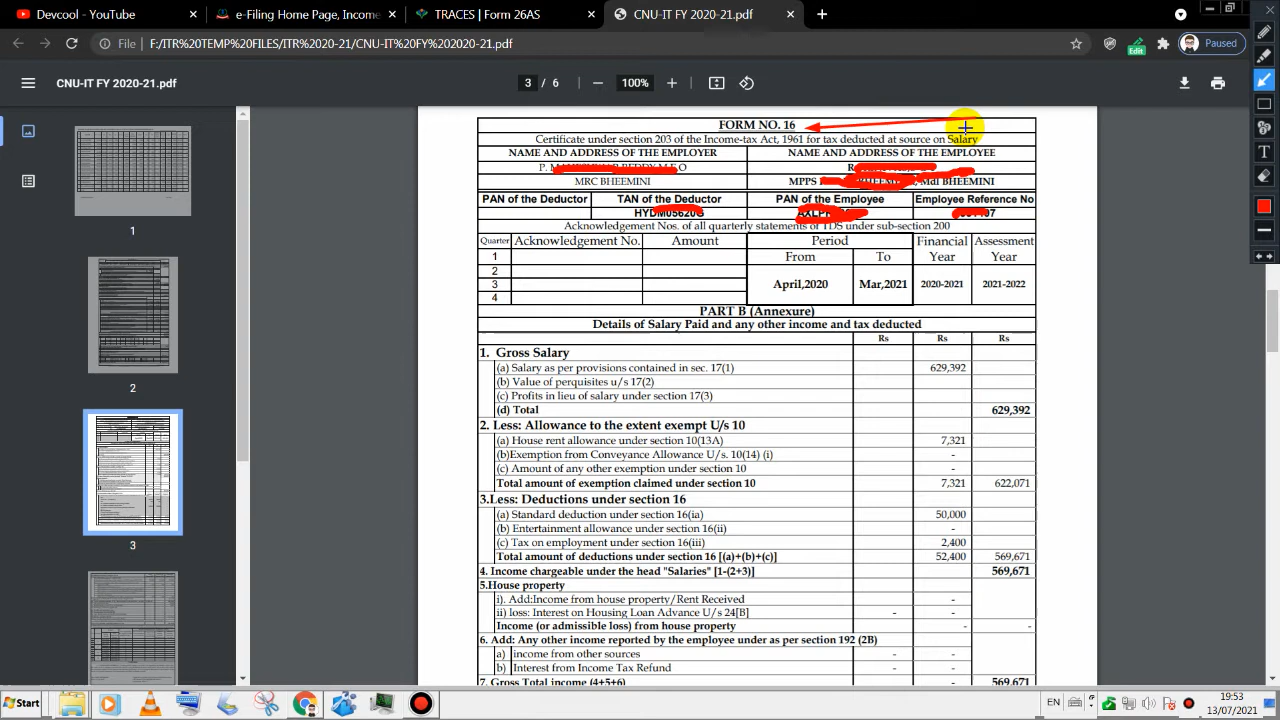 Devcool - YouTube
e-Filing Home Page, Income
TRACES | Form 26AS
CNU-IT FY 2020-21.pdf
File F:/ITR%20TEMP%20FILES/ITR%2020-21/CNU-IT%20FY%202020-21.pdf
Edit
Paused
CNU-IT FY 2020-21.pdf
3 / 6
100%
1
2
3
FORM NO. 16
Certificate under section 203 of the Income-tax Act, 1961 for tax deducted at source on Salary
NAME AND ADDRESS OF THE EMPLOYER NAME AND ADDRESS OF THE EMPLOYEE
P.
MRC BHEEMINI MPPS Mdl BHEEMINI
PAN of the Deductor TAN of the Deductor PAN of the Employee Employee Reference No
HYDM05620G
Acknowledgement Nos. of all quarterly statements of TDS under sub-section 200
Quarter Acknowledgement No. Amount Period Financial Assessment
1 From To Year Year
2
3 April,2020 Mar,2021 2020-2021 2021-2022
4
PART B (Annexure)
Details of Salary Paid and any other income and tax deducted
Rs Rs Rs
1. Gross Salary
(a) Salary as per provisions contained in sec. 17(1) 629,392
(b) Value of perquisites u/s 17(2)
(c) Profits in lieu of salary under section 17(3)
(d) Total 629,392
2. Less: Allowance to the extent exempt U/s 10
(a) House rent allowance under section 10(13A) 7,321
(b)Exemption from Conveyance Allowance U/s. 10(14) (i) -
(c) Amount of any other exemption under section 10 -
Total amount of exemption claimed under section 10 7,321 622,071
3.Less: Deductions under section 16
(a) Standard deduction under section 16(ia) 50,000
(b) Entertainment allowance under section 16(ii) -
(c) Tax on employment under section 16(iii) 2,400
Total amount of deductions under section 16 [(a)+(b)+(c)] 52,400 569,671
4. Income chargeable under the head "Salaries" [1-(2+3)] 569,671
5.House property
i). Add:Income from house property/Rent Received -
ii) loss: Interest on Housing Loan Advance U/s 24[B] - -
Income (or admissible loss) from house property - -
6. Add: Any other income reported by the employee under as per section 192 (2B)
a) income from other sources - -
b) Interest from Income Tax Refund - -
7. Gross Total income (4+5+6) - 569,671
Start
EN
19:53
13/07/2021